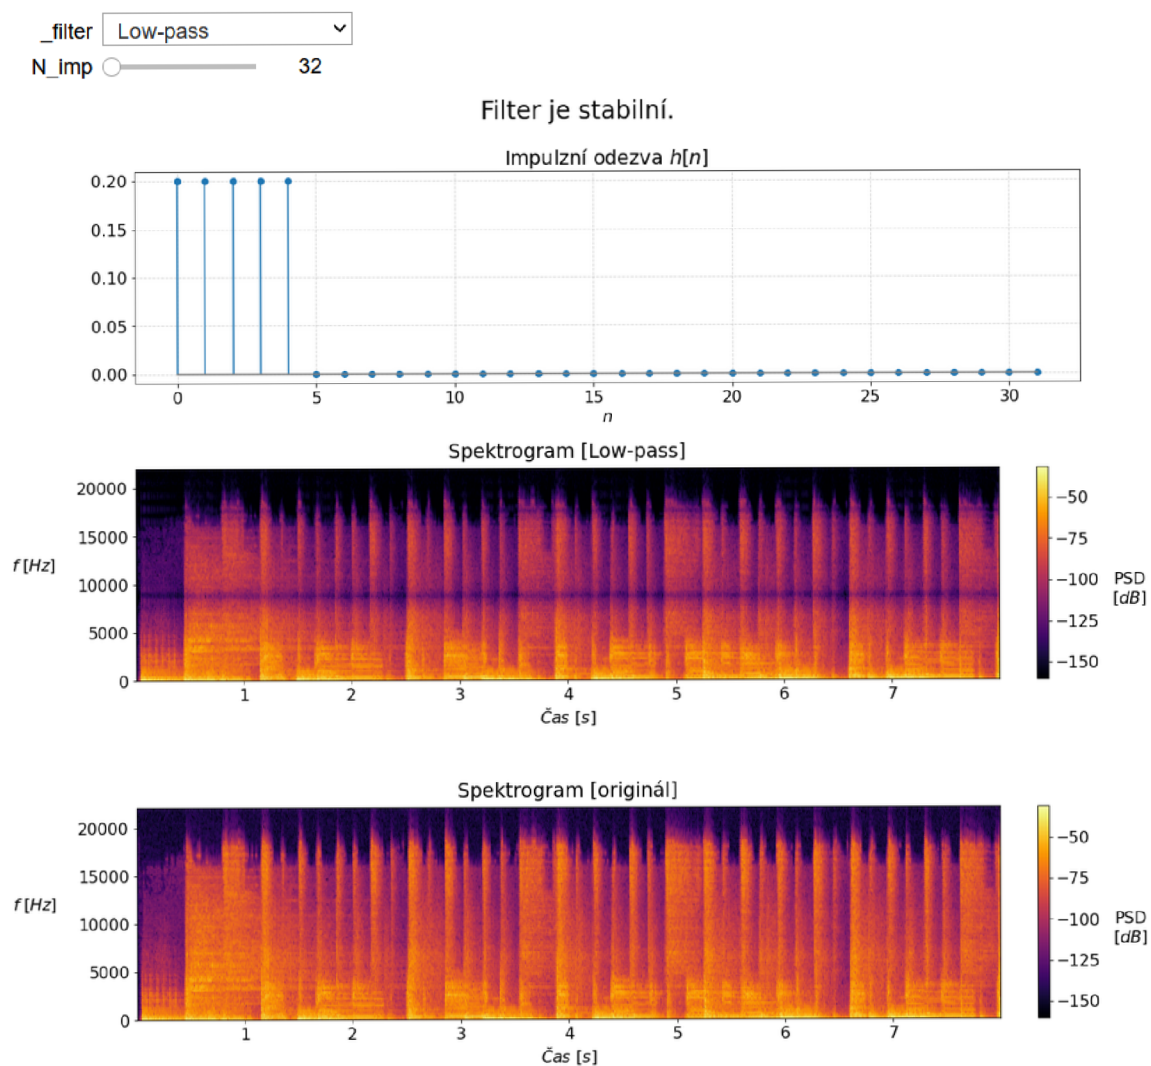 _filter Low-pass
N_imp 32
Filter je stabilní.
Impulzní odezva h[n]
0.20
0.15
0.10
0.05
0.00
0 5 10 15 20 25 30
n
Spektrogram [Low-pass]
20000
15000
10000
5000
0
f [Hz]
1 2 3 4 5 6 7
Čas [s]
−50
−75
−100
−125
−150
PSD
[dB]
Spektrogram [originál]
20000
15000
10000
5000
0
f [Hz]
1 2 3 4 5 6 7
Čas [s]
−50
−75
−100
−125
−150
PSD
[dB]